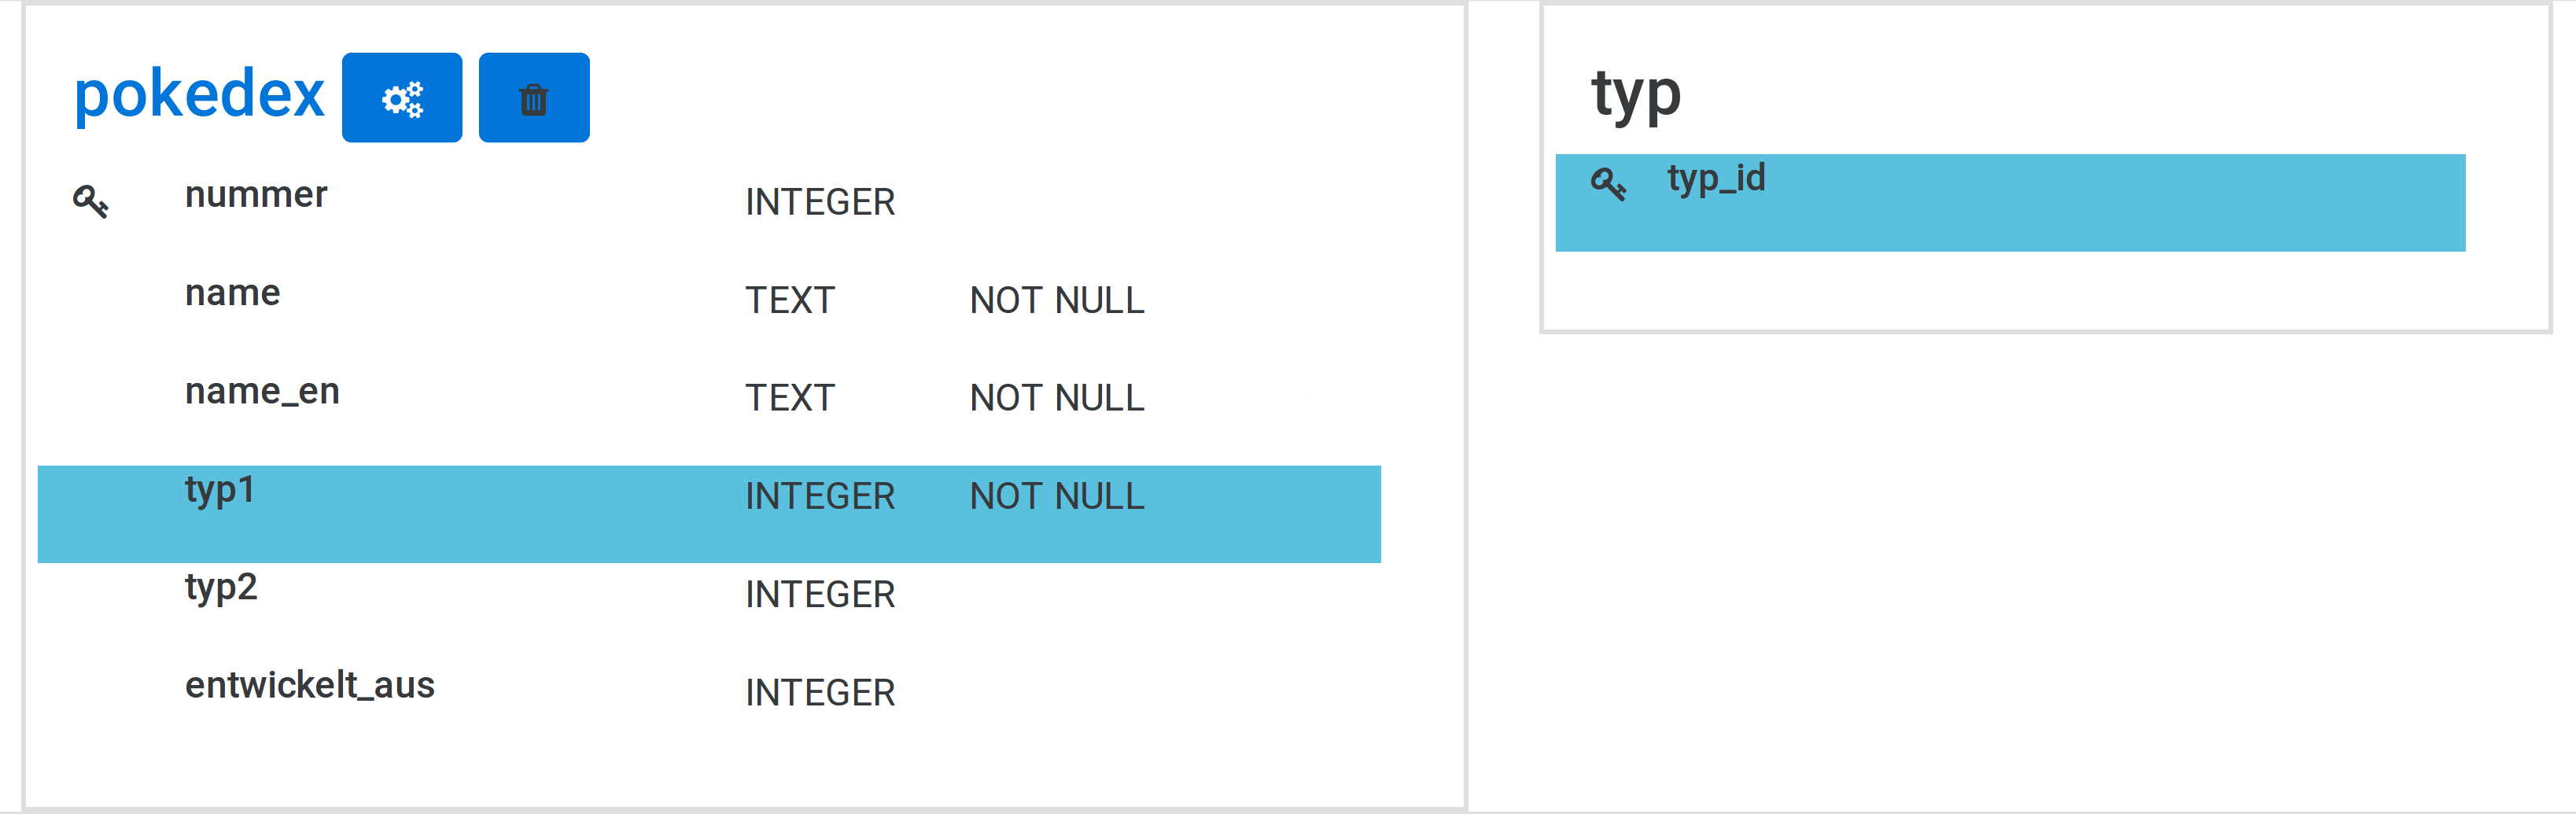 pokedex
nummer INTEGER
name TEXT NOT NULL
name_en TEXT NOT NULL
typ1 INTEGER NOT NULL
typ2 INTEGER
entwickelt_aus INTEGER
typ
typ_id